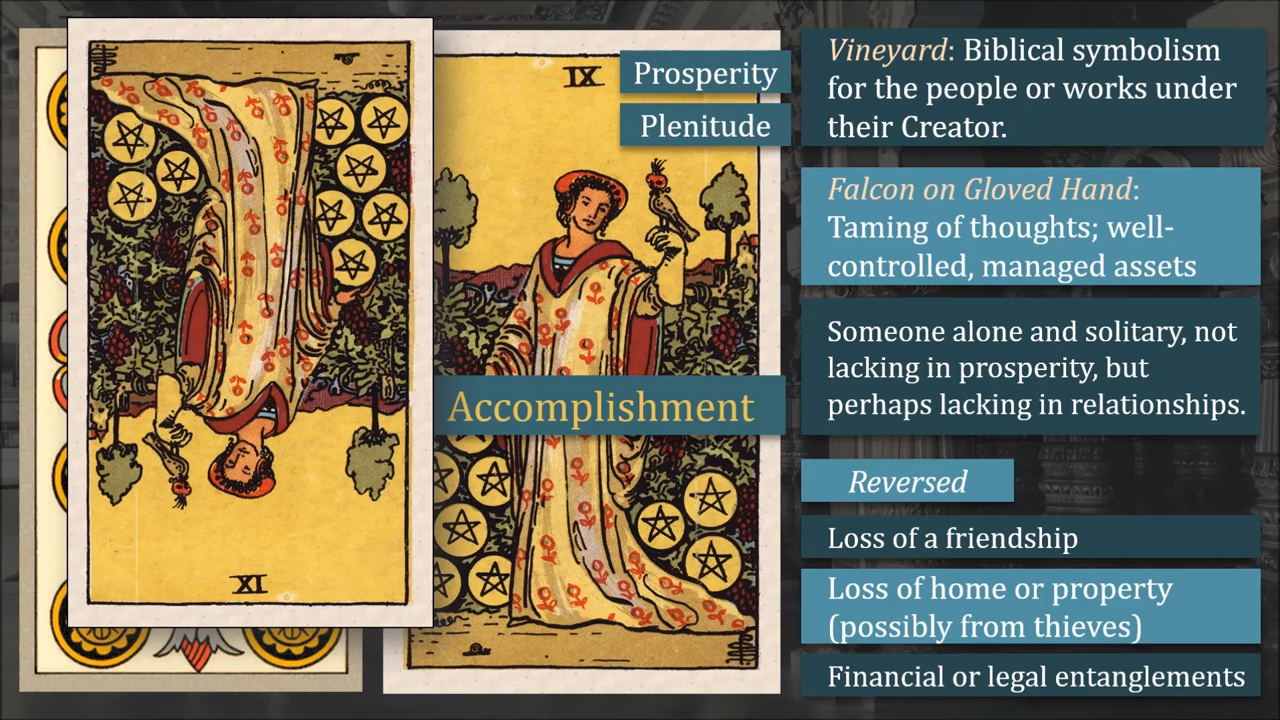 IX
Prosperity
Plenitude
Accomplishment
IX
Vineyard: Biblical symbolism
for the people or works under
their Creator.
Falcon on Gloved Hand:
Taming of thoughts; well-
controlled, managed assets
Someone alone and solitary, not
lacking in prosperity, but
perhaps lacking in relationships.
Reversed
Loss of a friendship
Loss of home or property
(possibly from thieves)
Financial or legal entanglements